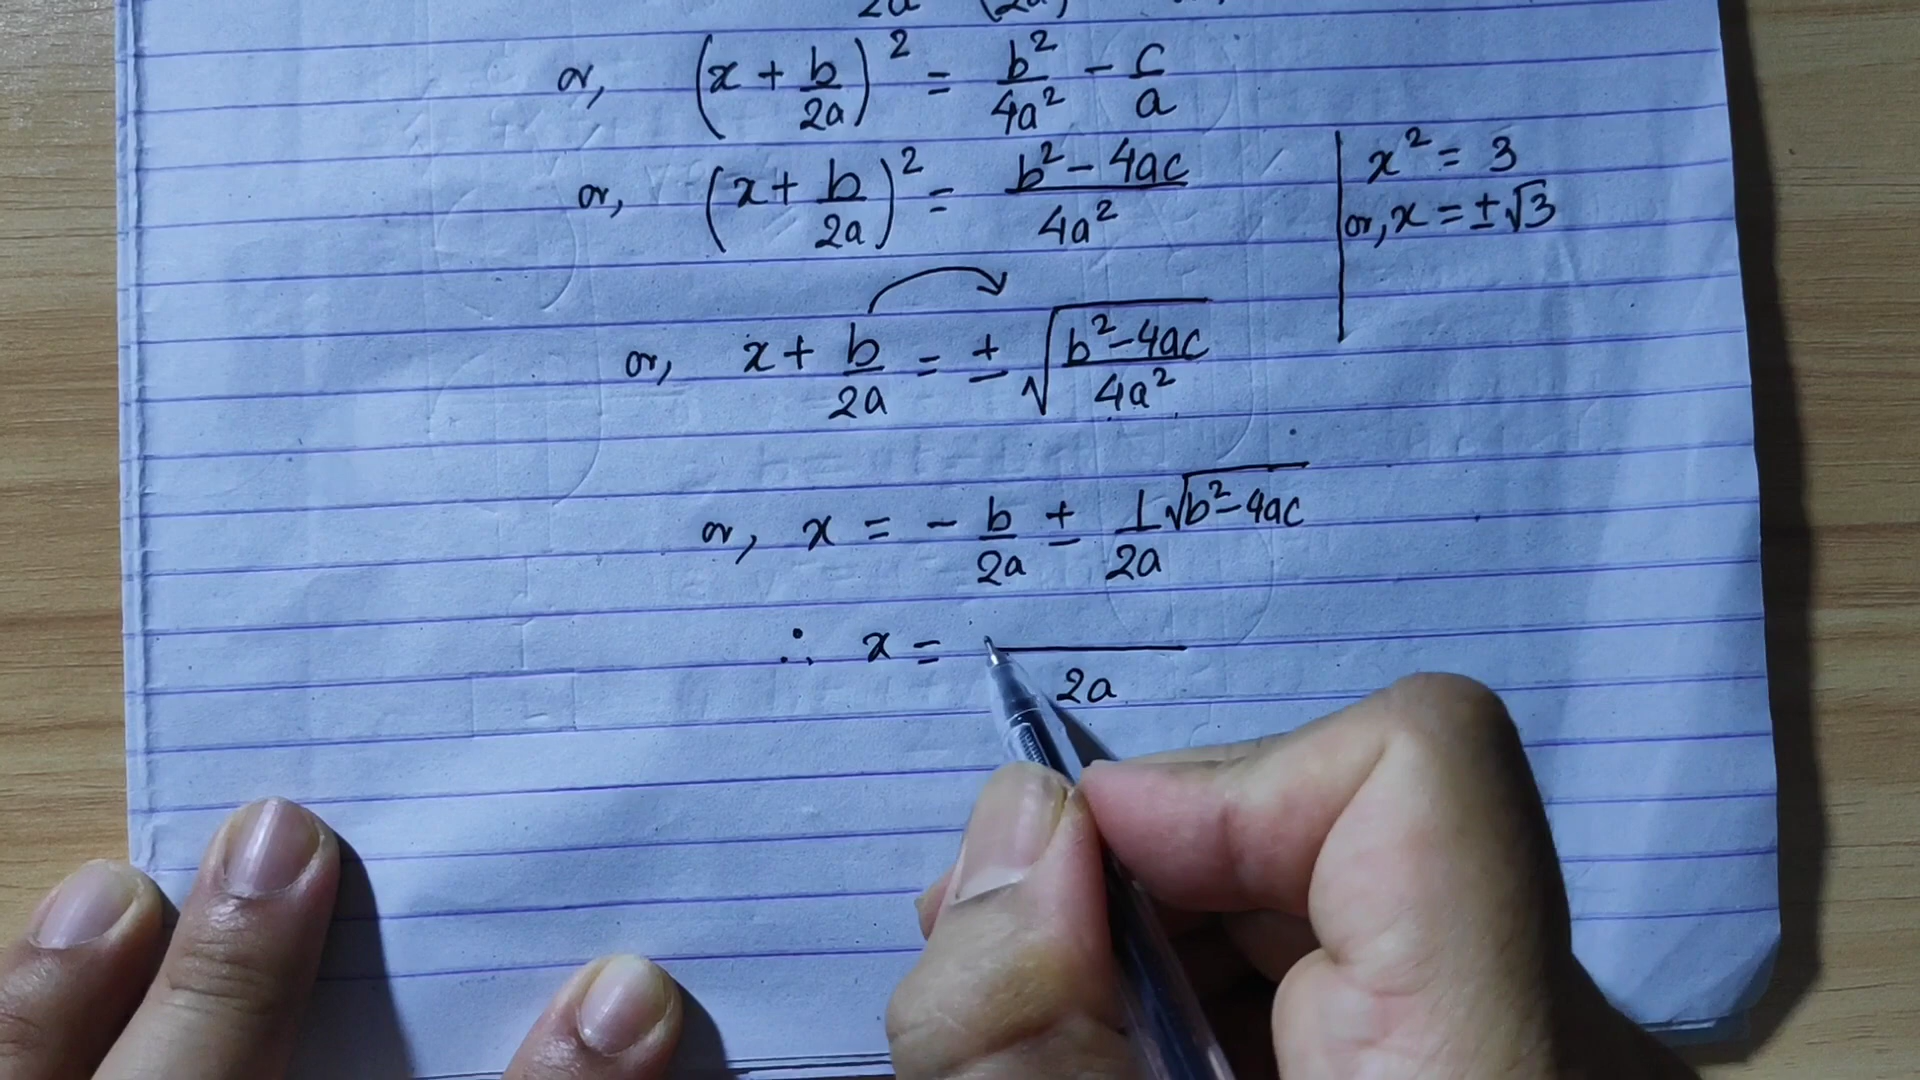 or, (x + b/2a)² = b²/4a² - c/a
or, (x + b/2a)² = (b² - 4ac)/4a²
x² = 3
or, x = ±√3
or, x + b/2a = ± √((b² - 4ac)/4a²)
or, x = - b/2a ± 1/2a √(b² - 4ac)
∴ x = /2a